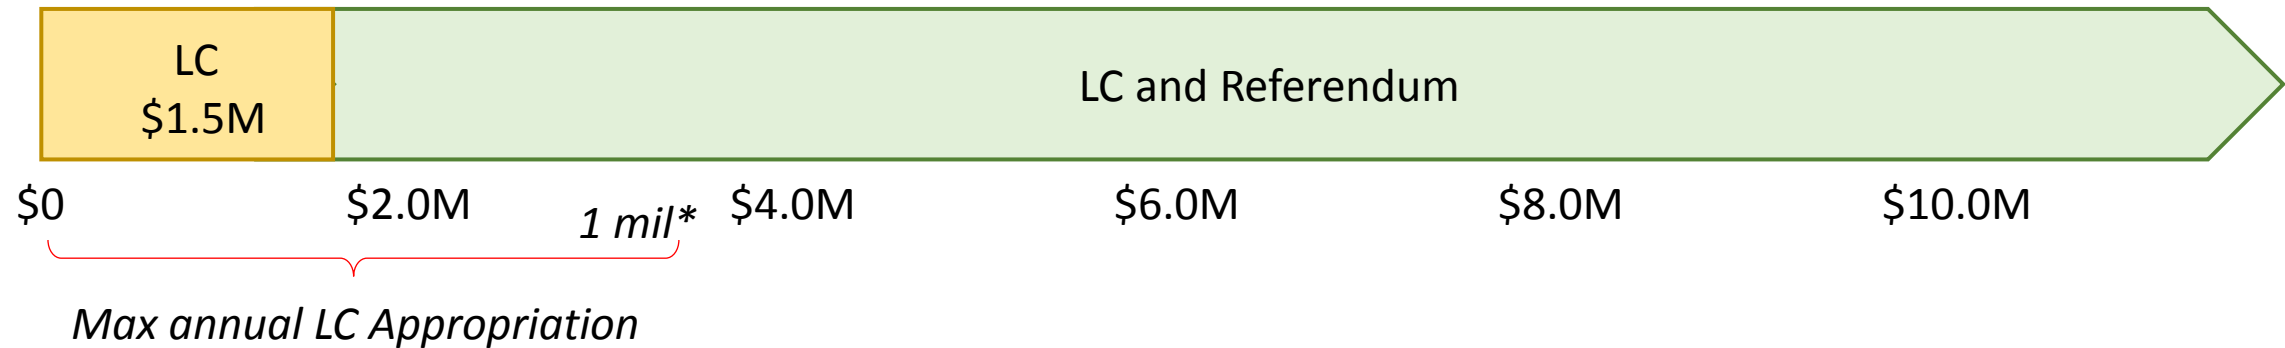 LC
$1.5M
LC and Referendum
$0
$2.0M
1 mil*
$4.0M
$6.0M
$8.0M
$10.0M
Max annual LC Appropriation